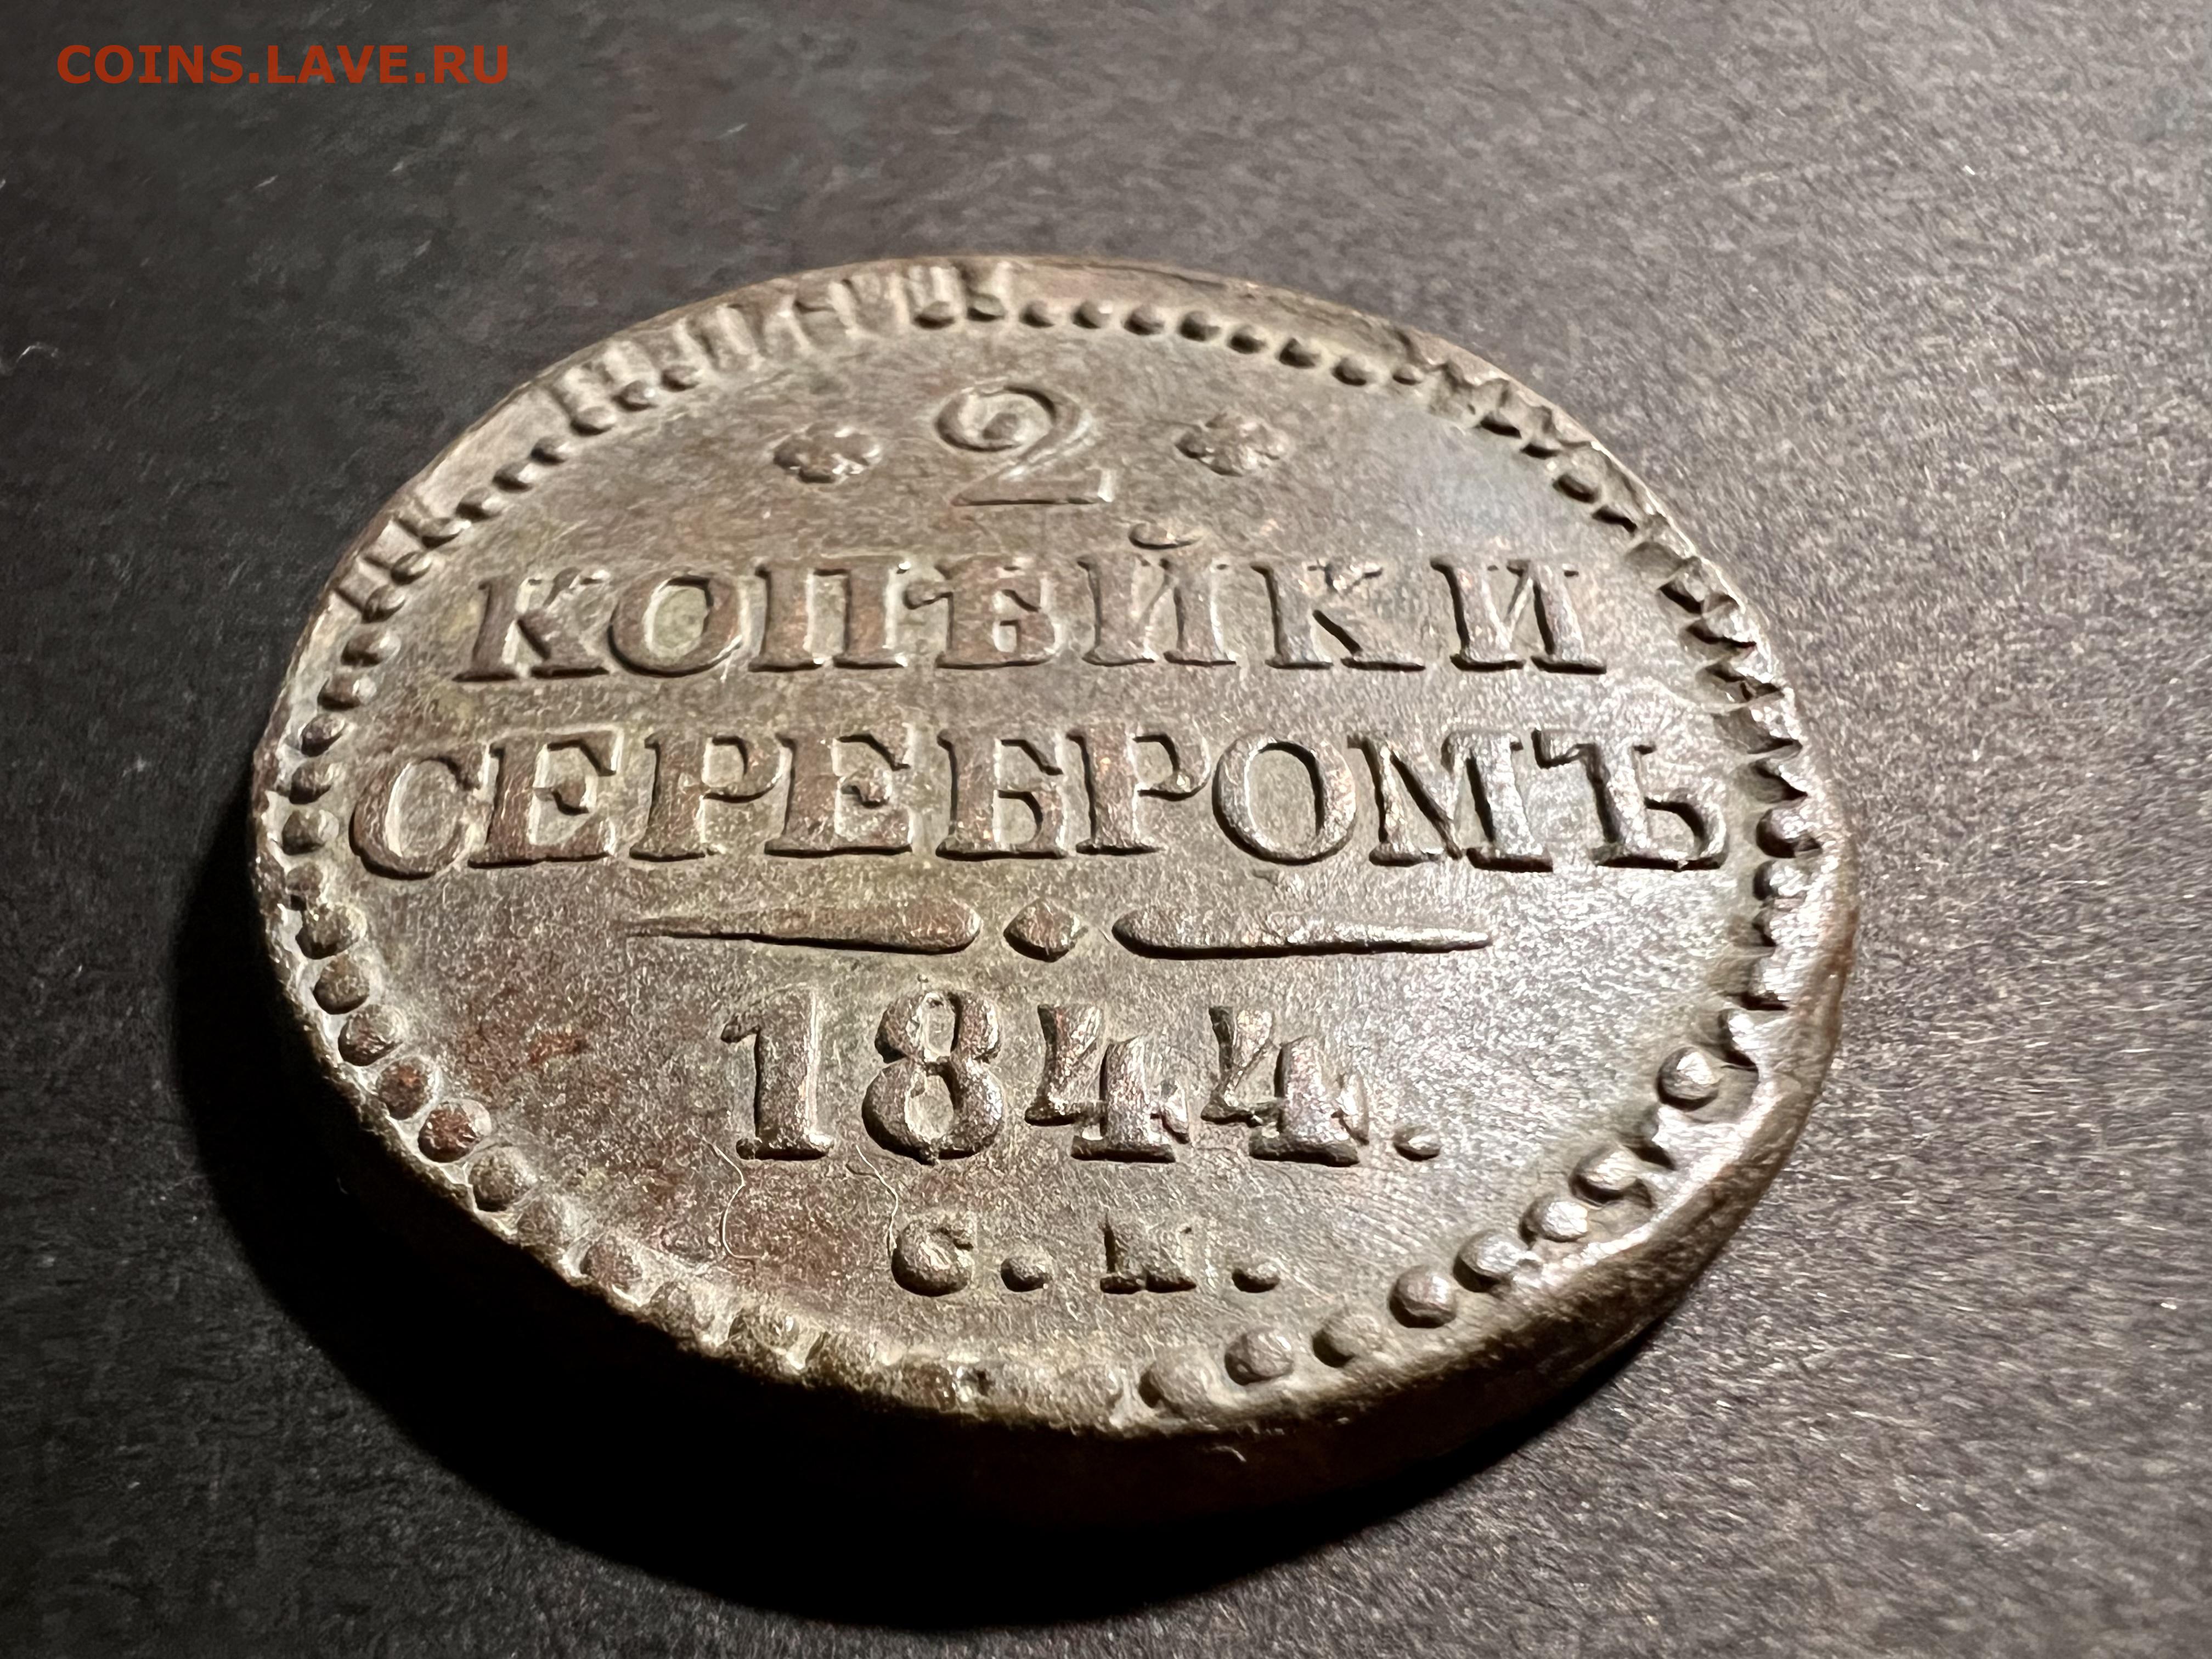 COINS.LAVE.RU
2
КОПѢЙКИ
СЕРЕБРОМЪ
1844.
С.М.